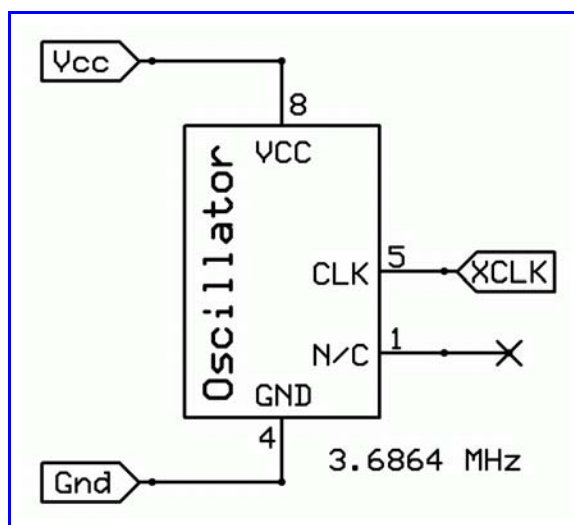 Vcc
8
VCC
Oscillator
CLK
5
XCLK
N/C
1
GND
4
3.6864 MHz
Gnd